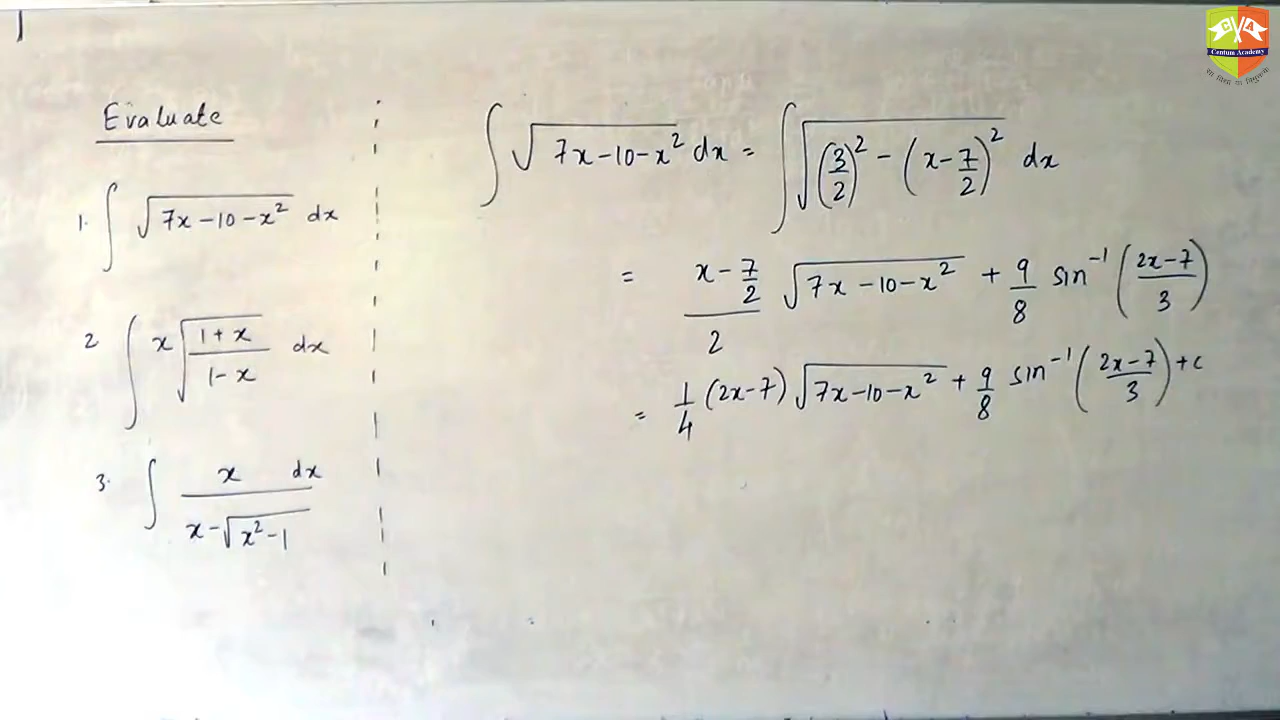 Evaluate
1. ∫ √(7x-10-x²) dx
2 ∫ x √((1+x)/(1-x)) dx
3. ∫ x dx / (x-√(x²-1))
∫ √(7x-10-x²) dx = ∫ √((3/2)² - (x-7/2)²) dx
= (x-7/2)/2 √(7x-10-x²) + 9/8 sin⁻¹((2x-7)/3)
= 1/4 (2x-7) √(7x-10-x²) + 9/8 sin⁻¹((2x-7)/3) + c
C A
Centum Academy